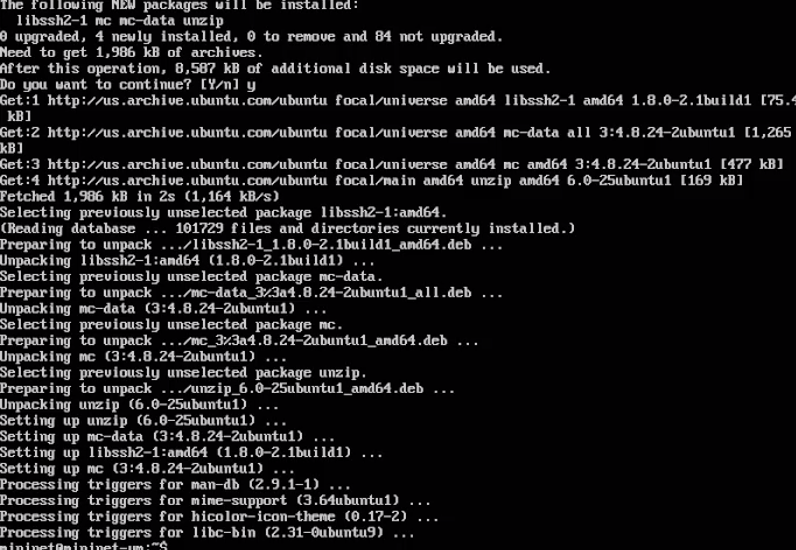 The following NEW packages will be installed:
  libssh2-1 mc mc-data unzip
0 upgraded, 4 newly installed, 0 to remove and 84 not upgraded.
Need to get 1,986 kB of archives.
After this operation, 8,587 kB of additional disk space will be used.
Do you want to continue? [Y/n] y
Get:1 http://us.archive.ubuntu.com/ubuntu focal/universe amd64 libssh2-1 amd64 1.8.0-2.1build1 [75.4
 kB]
Get:2 http://us.archive.ubuntu.com/ubuntu focal/universe amd64 mc-data all 3:4.8.24-2ubuntu1 [1,265
kB]
Get:3 http://us.archive.ubuntu.com/ubuntu focal/universe amd64 mc amd64 3:4.8.24-2ubuntu1 [477 kB]
Get:4 http://us.archive.ubuntu.com/ubuntu focal/main amd64 unzip amd64 6.0-25ubuntu1 [169 kB]
Fetched 1,986 kB in 2s (1,164 kB/s)
Selecting previously unselected package libssh2-1:amd64.
(Reading database ... 101729 files and directories currently installed.)
Preparing to unpack .../libssh2-1_1.8.0-2.1build1_amd64.deb ...
Unpacking libssh2-1:amd64 (1.8.0-2.1build1) ...
Selecting previously unselected package mc-data.
Preparing to unpack .../mc-data_3%3a4.8.24-2ubuntu1_all.deb ...
Unpacking mc-data (3:4.8.24-2ubuntu1) ...
Selecting previously unselected package mc.
Preparing to unpack .../mc_3%3a4.8.24-2ubuntu1_amd64.deb ...
Unpacking mc (3:4.8.24-2ubuntu1) ...
Selecting previously unselected package unzip.
Preparing to unpack .../unzip_6.0-25ubuntu1_amd64.deb ...
Unpacking unzip (6.0-25ubuntu1) ...
Setting up unzip (6.0-25ubuntu1) ...
Setting up mc-data (3:4.8.24-2ubuntu1) ...
Setting up libssh2-1:amd64 (1.8.0-2.1build1) ...
Setting up mc (3:4.8.24-2ubuntu1) ...
Processing triggers for man-db (2.9.1-1) ...
Processing triggers for mime-support (3.64ubuntu1) ...
Processing triggers for hicolor-icon-theme (0.17-2) ...
Processing triggers for libc-bin (2.31-0ubuntu9) ...
mininet@mininet-vm:~$